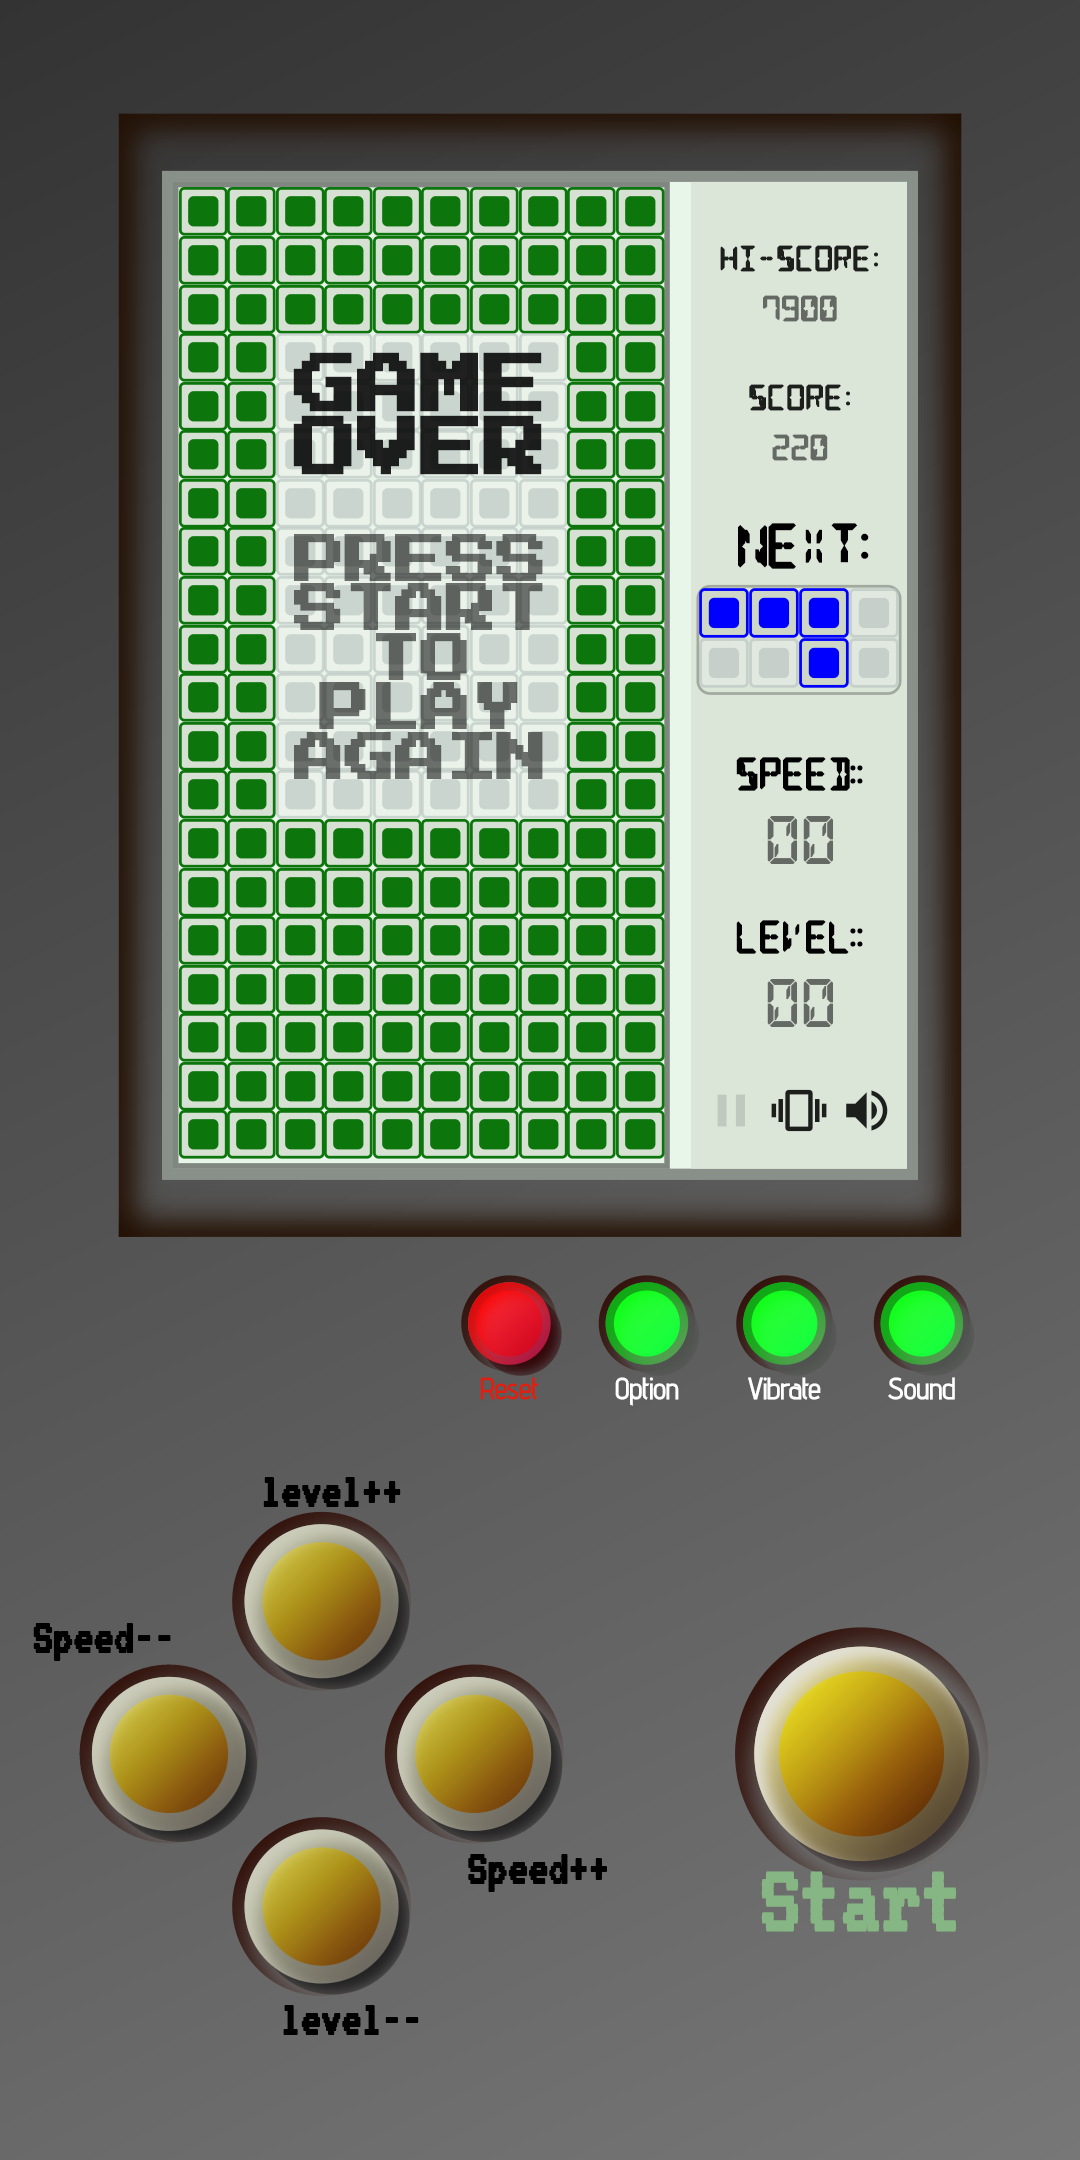 HI-SCORE:
7900
SCORE:
220
NEXT:
SPEED::
00
LEVEL::
00
GAME
OVER
PRESS
START
TO
PLAY
AGAIN
Reset
Option
Vibrate
Sound
level++
Speed--
Speed++
Start
level--